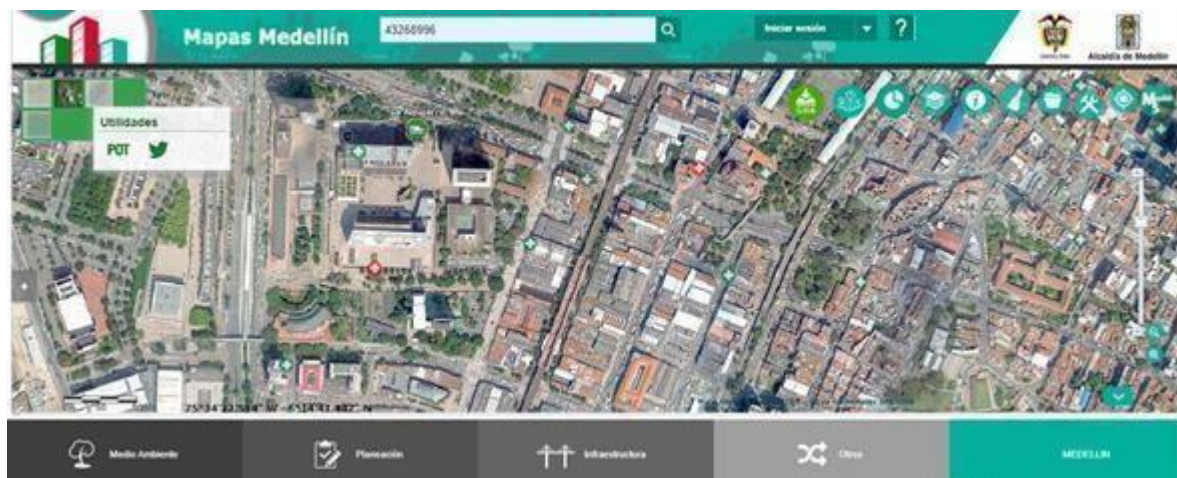 Mapas Medellín
43268996
Iniciar sesión
?
Alcaldía de Medellín
Utilidades
POT
Medio Ambiente
Planeación
Infraestructura
Otros
MEDELLIN